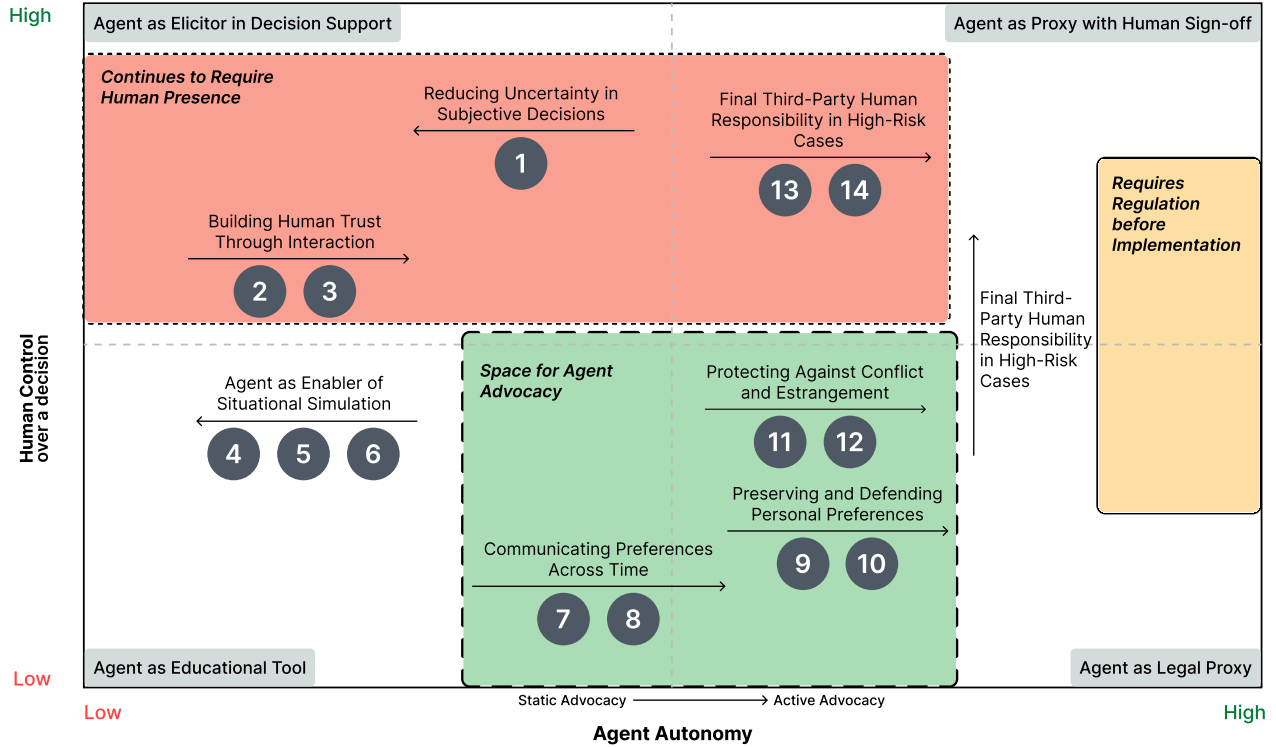 High
Agent as Elicitor in Decision Support
Agent as Proxy with Human Sign-off
Continues to Require
Human Presence
Reducing Uncertainty in
Subjective Decisions
1
Final Third-Party Human
Responsibility in High-Risk
Cases
13 14
Building Human Trust
Through Interaction
2 3
Requires
Regulation
before
Implementation
Final Third-
Party Human
Responsibility
in High-Risk
Cases
Human Control
over a decision
Agent as Enabler of
Situational Simulation
4 5 6
Space for Agent
Advocacy
Protecting Against Conflict
and Estrangement
11 12
Preserving and Defending
Personal Preferences
9 10
Communicating Preferences
Across Time
7 8
Agent as Educational Tool
Agent as Legal Proxy
Low
Low
Static Advocacy
Active Advocacy
High
Agent Autonomy